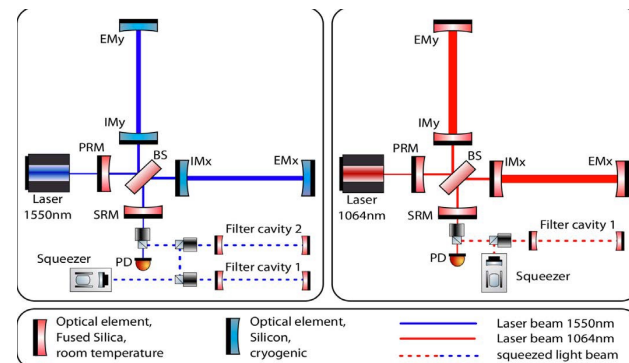 EMy
IMy
BS
PRM
IMx
EMx
Laser
1550nm
SRM
Filter cavity 2
Squeezer
PD
Filter cavity 1
EMy
IMy
BS
PRM
IMx
EMx
Laser
1064nm
SRM
Filter cavity 1
PD
Squeezer
Optical element,
Fused Silica,
room temperature
Optical element,
Silicon,
cryogenic
Laser beam 1550nm
Laser beam 1064nm
squeezed light beam